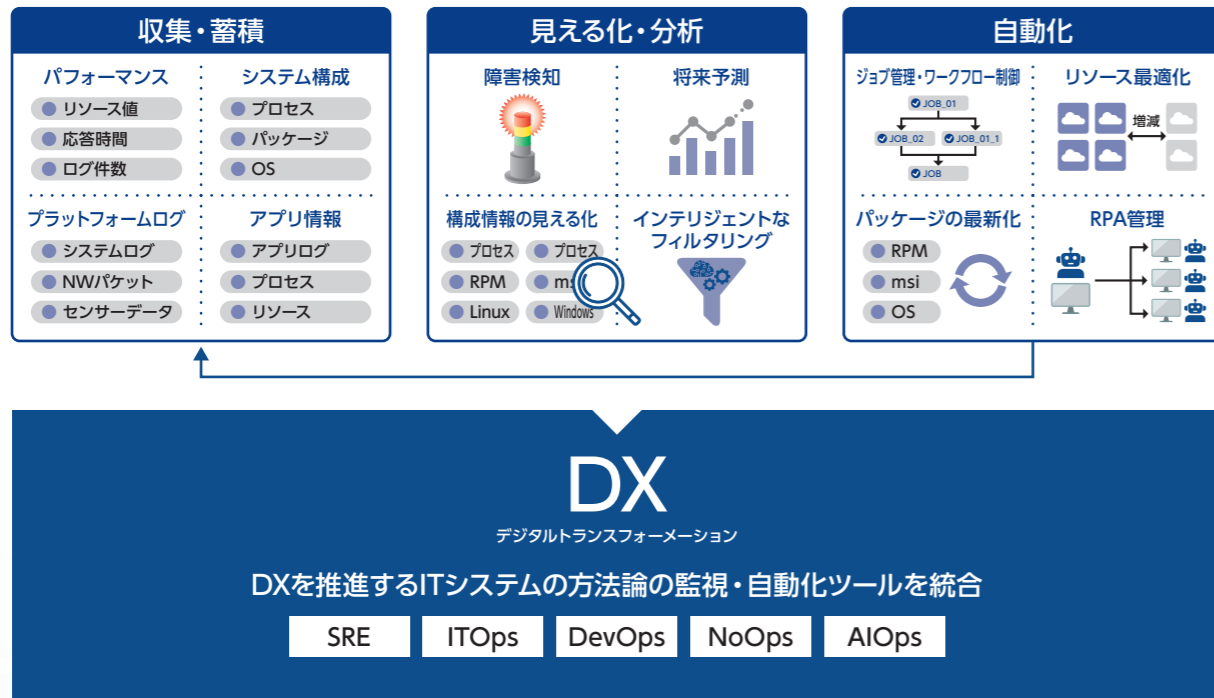 収集・蓄積
パフォーマンス
リソース値
応答時間
ログ件数
システム構成
プロセス
パッケージ
OS
プラットフォームログ
システムログ
NWパケット
センサーデータ
アプリ情報
アプリログ
プロセス
リソース
見える化・分析
障害検知
将来予測
構成情報の見える化
プロセス
プロセス
RPM
Linux
Windows
インテリジェントな
フィルタリング
自動化
ジョブ管理・ワークフロー制御
JOB_01
JOB_02
JOB_01_1
JOB
リソース最適化
増減
パッケージの最新化
RPM
msi
OS
RPA管理
DX
デジタルトランスフォーメーション
DXを推進するITシステムの方法論の監視・自動化ツールを統合
SRE
ITOps
DevOps
NoOps
AIOps